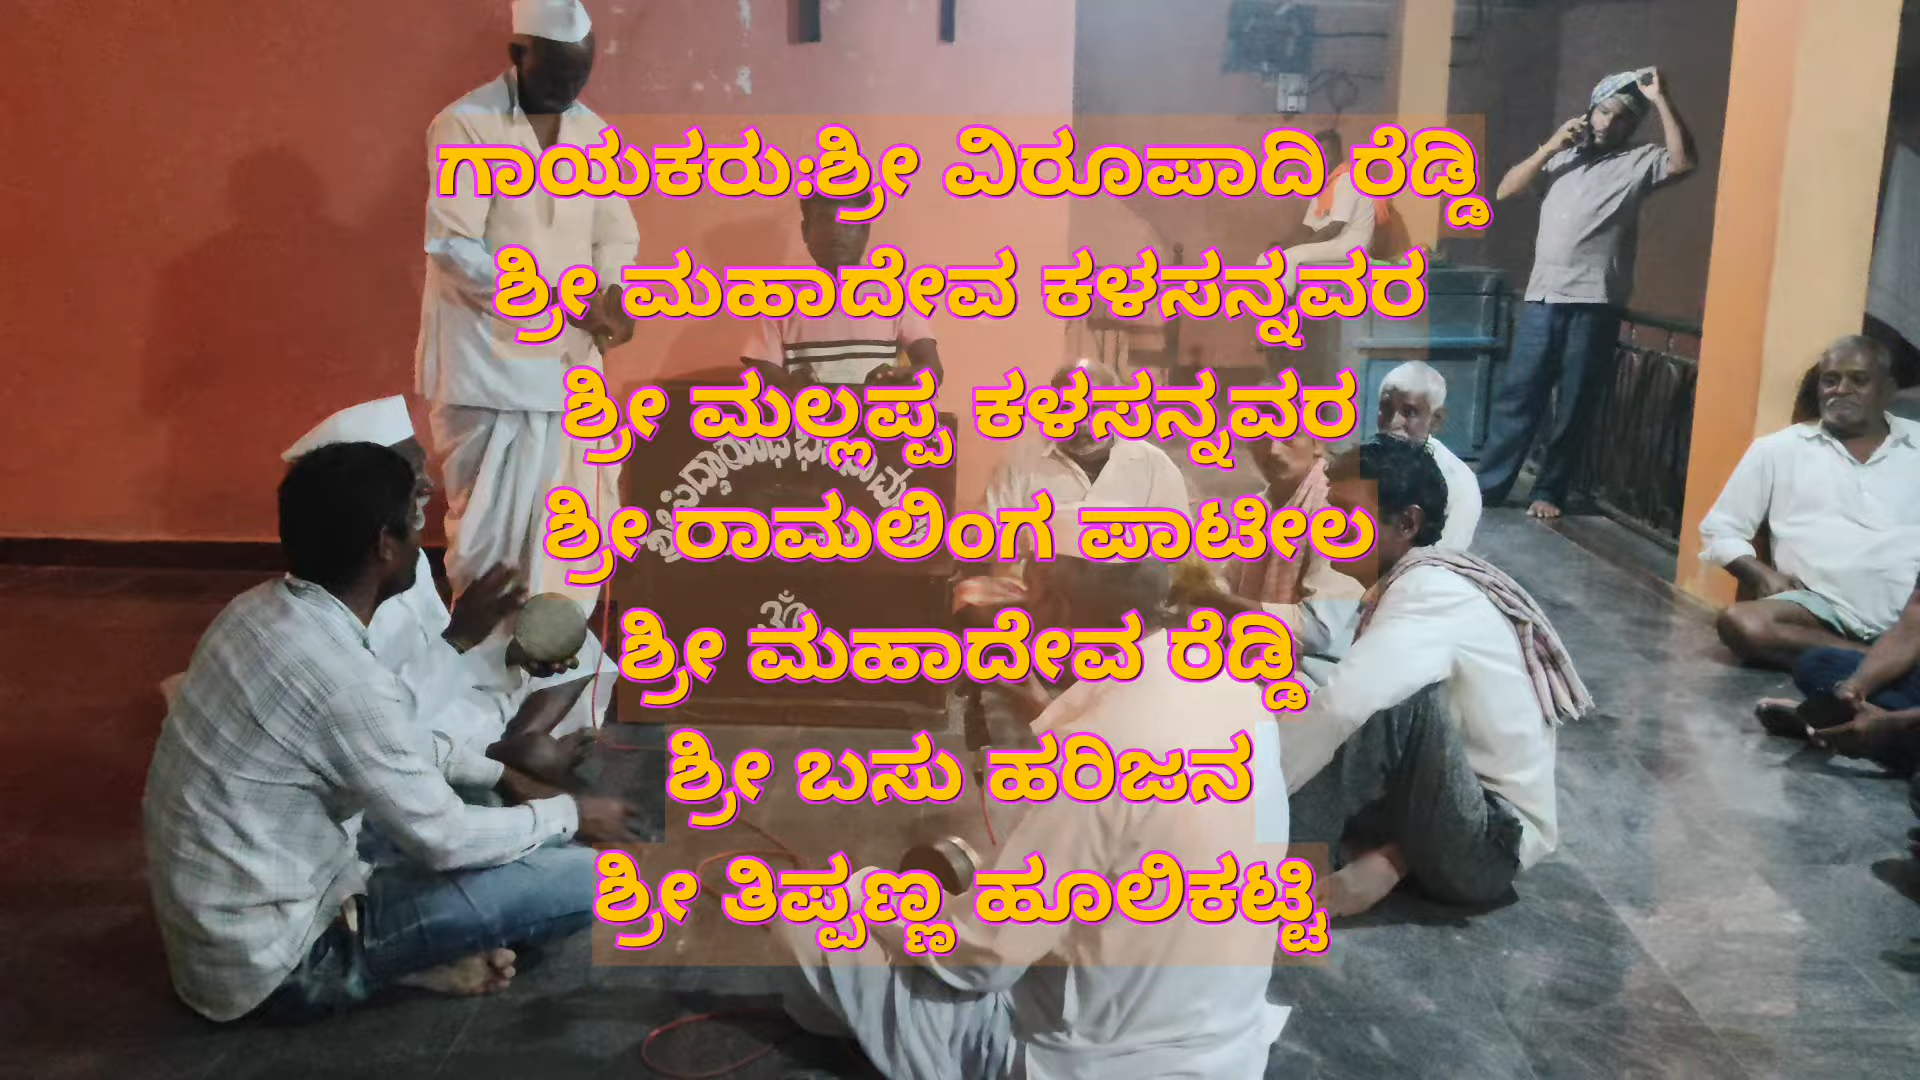 ಗಾಯಕರು:ಶ್ರೀ ವಿರೂಪಾದಿ ರೆಡ್ಡಿ
ಶ್ರೀ ಮಹಾದೇವ ಕಳಸನ್ನವರ
ಶ್ರೀ ಮಲ್ಲಪ್ಪ ಕಳಸನ್ನವರ
ಶ್ರೀ ರಾಮಲಿಂಗ ಪಾಟೀಲ
ಶ್ರೀ ಮಹಾದೇವ ರೆಡ್ಡಿ
ಶ್ರೀ ಬಸು ಹರಿಜನ
ಶ್ರೀ ತಿಪ್ಪಣ್ಣ ಹೂಲಿಕಟ್ಟಿ